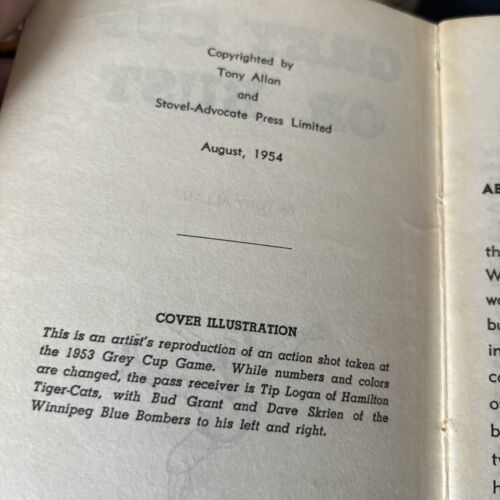 Copyrighted by
Tony Allan
and
Stovel-Advocate Press Limited
August, 1954
COVER ILLUSTRATION
This is an artist's reproduction of an action shot taken at
the 1953 Grey Cup Game. While numbers and colors
are changed, the pass receiver is Tip Logan of Hamilton
Tiger-Cats, with Bud Grant and Dave Skrien of the
Winnipeg Blue Bombers to his left and right.